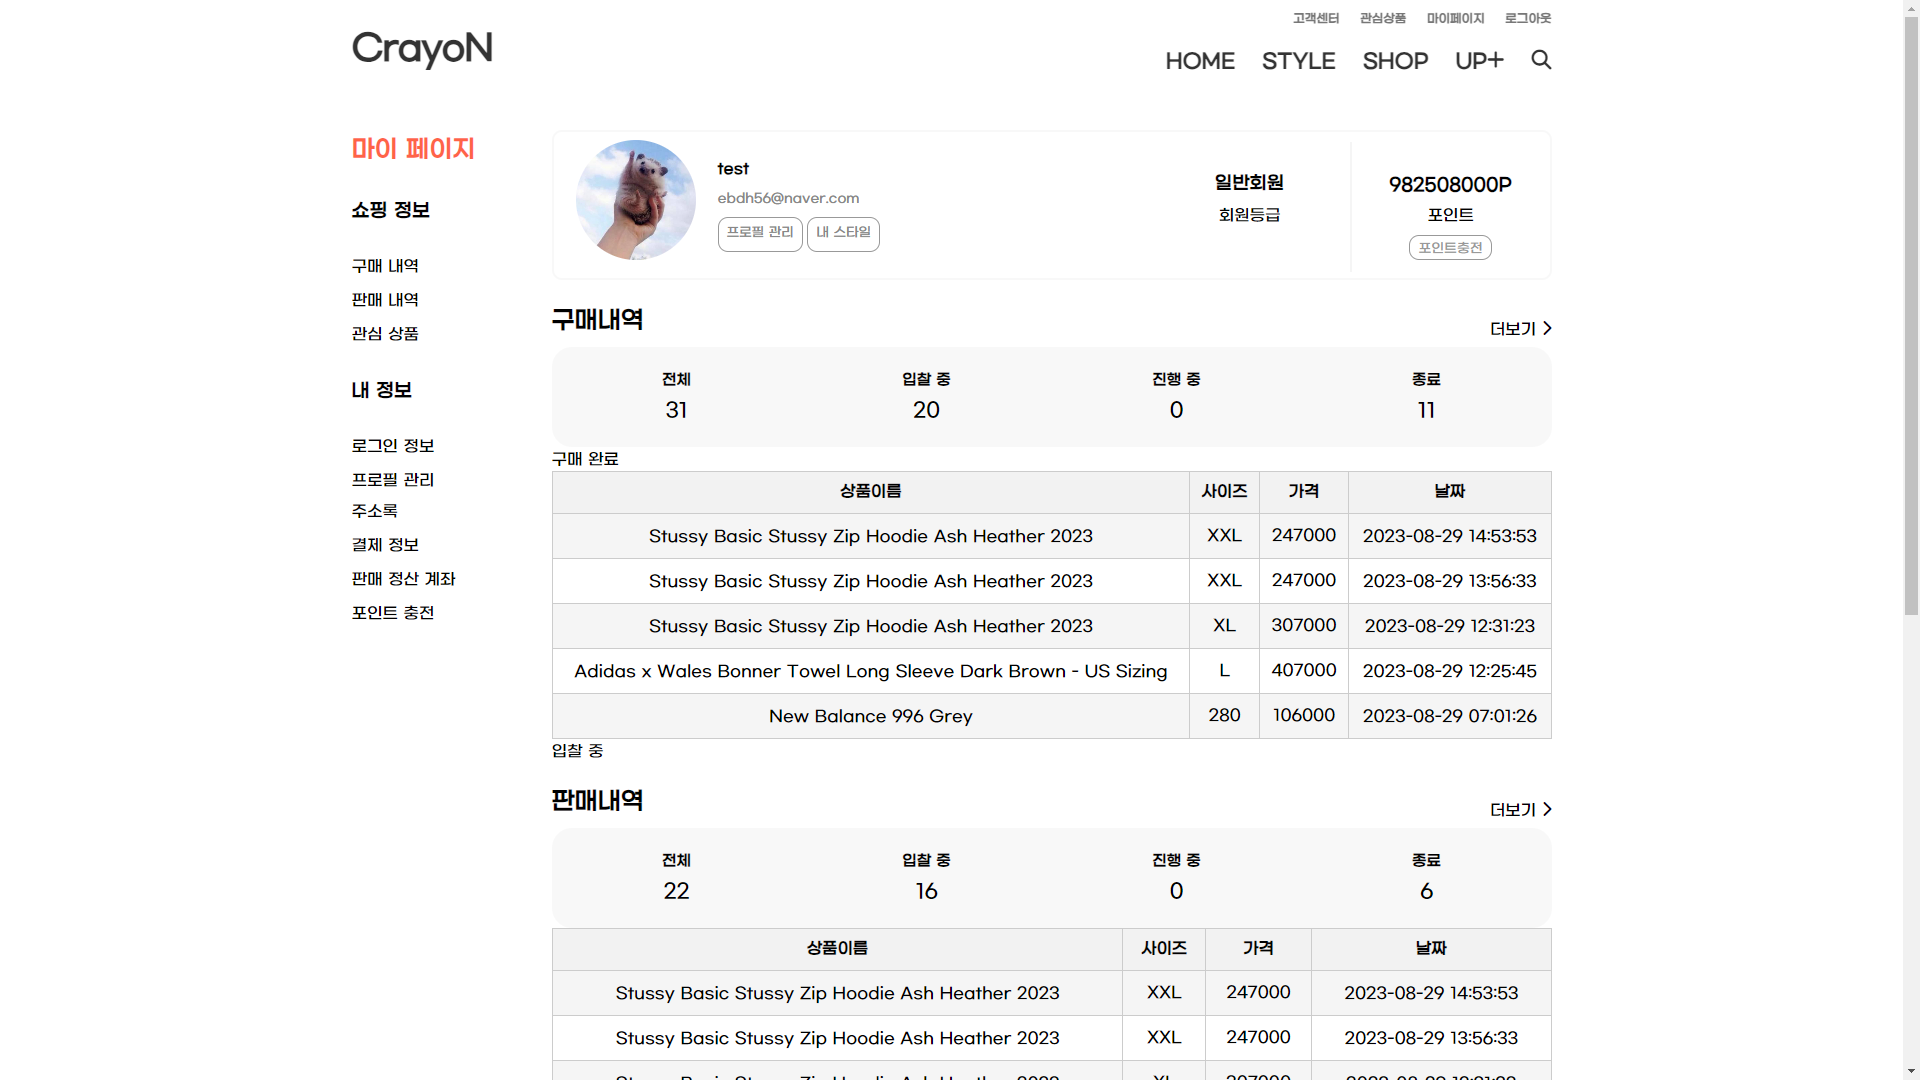 고객센터 관심상품 마이페이지 로그아웃
CrayoN
HOME STYLE SHOP UP+
마이 페이지
쇼핑 정보
구매 내역
판매 내역
관심 상품
내 정보
로그인 정보
프로필 관리
주소록
결제 정보
판매 정산 계좌
포인트 충전
test
ebdh56@naver.com
프로필 관리 내 스타일
일반회원
회원등급
982508000P
포인트
포인트충전
구매내역
더보기
전체 입찰 중 진행 중 종료
31 20 0 11
구매 완료
상품이름 사이즈 가격 날짜
Stussy Basic Stussy Zip Hoodie Ash Heather 2023 XXL 247000 2023-08-29 14:53:53
Stussy Basic Stussy Zip Hoodie Ash Heather 2023 XXL 247000 2023-08-29 13:56:33
Stussy Basic Stussy Zip Hoodie Ash Heather 2023 XL 307000 2023-08-29 12:31:23
Adidas x Wales Bonner Towel Long Sleeve Dark Brown - US Sizing L 407000 2023-08-29 12:25:45
New Balance 996 Grey 280 106000 2023-08-29 07:01:26
입찰 중
판매내역
더보기
전체 입찰 중 진행 중 종료
22 16 0 6
상품이름 사이즈 가격 날짜
Stussy Basic Stussy Zip Hoodie Ash Heather 2023 XXL 247000 2023-08-29 14:53:53
Stussy Basic Stussy Zip Hoodie Ash Heather 2023 XXL 247000 2023-08-29 13:56:33